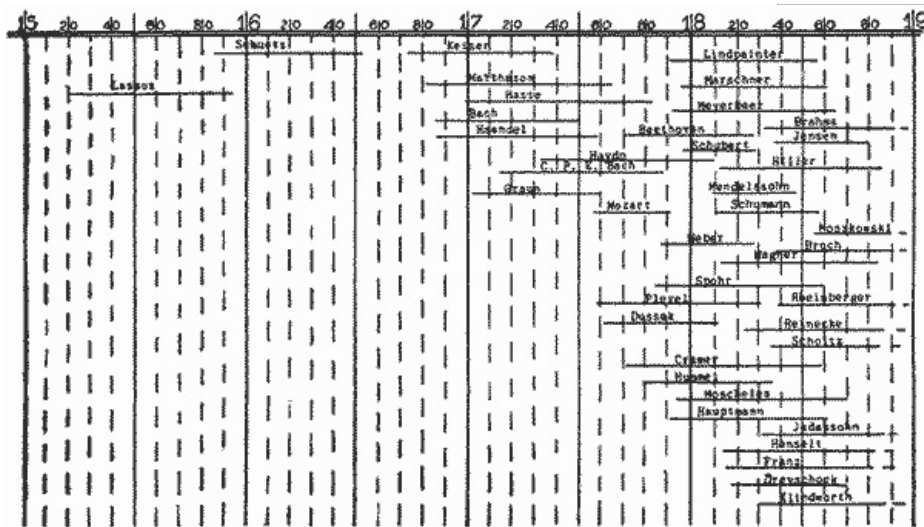 15 20 40 60 80 16 20 40 60 80 17 20 40 60 80 18 20 40 60 80 19
Schuetz Keiser
Lindpainter
Lassus Mattheson Marschner
Hasse
Meyerbeer
Bach Brahms
Haendel Beethoven Jensen
Schubert
Haydn Hiller
C. P. E. Bach
Graun Mendelssohn
Mozart Schumann
Moszkowski
Weber Bruch
Wagner
Spohr
Pleyel Rheinberger
Dussek Reinecke
Scholtz
Cramer
Hummel
Moscheles
Hauptmann
Jadassohn
Henselt
Franz
Dreyschock
Klindworth